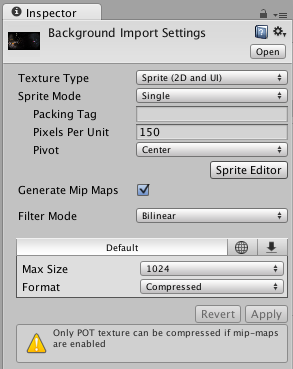 Inspector
Background Import Settings
Open
Texture Type Sprite (2D and UI)
Sprite Mode Single
Packing Tag
Pixels Per Unit 150
Pivot Center
Sprite Editor
Generate Mip Maps
Filter Mode Bilinear
Default
Max Size 1024
Format Compressed
Revert Apply
Only POT texture can be compressed if mip-maps
are enabled